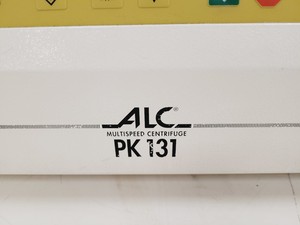 ALC®
MULTISPEED CENTRIFUGE
PK 131